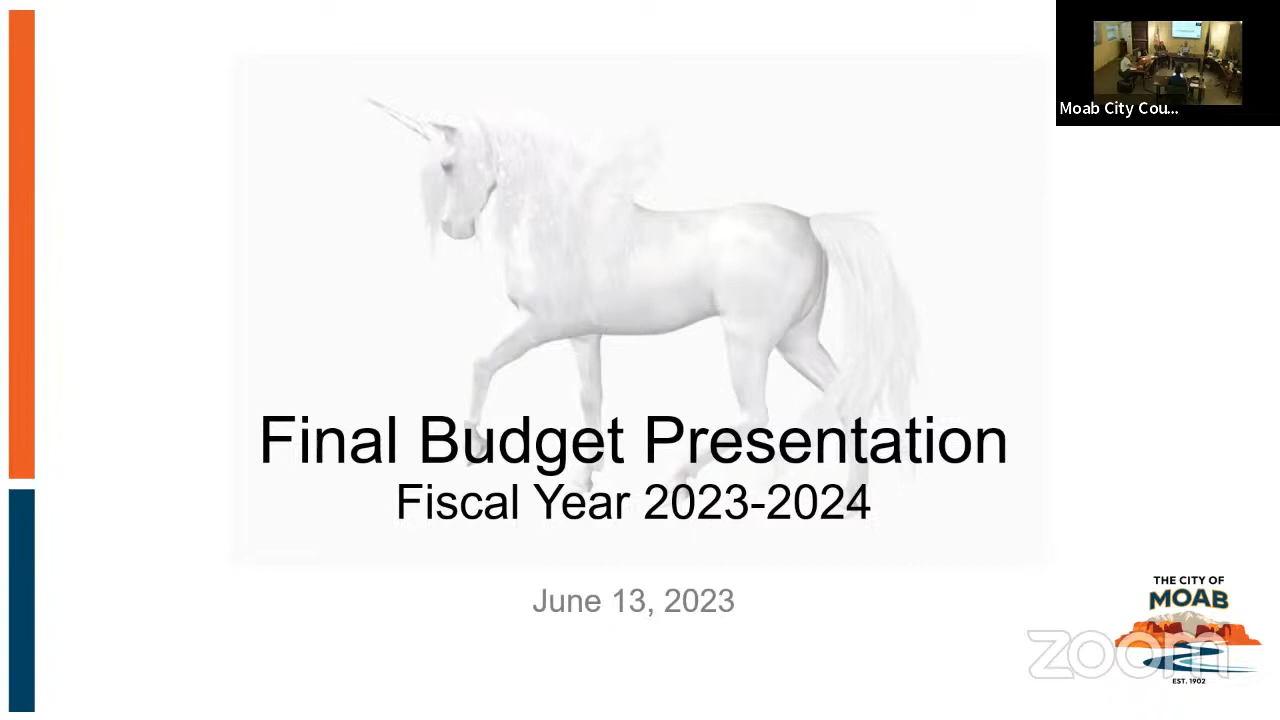 Moab City Cou...
Final Budget Presentation
Fiscal Year 2023-2024
June 13, 2023
THE CITY OF
MOAB
zoom
EST. 1902